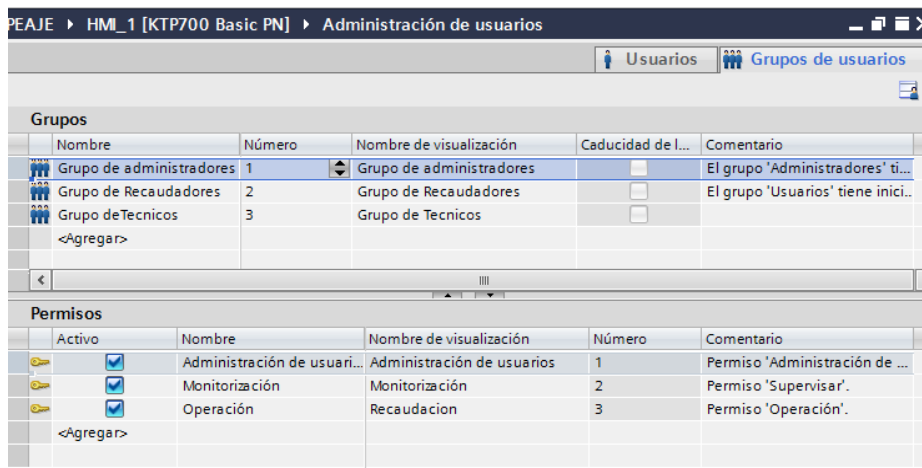 PEAJE ▸ HMI_1 [KTP700 Basic PN] ▸ Administración de usuarios
Usuarios Grupos de usuarios
Grupos
Nombre Número Nombre de visualización Caducidad de l... Comentario
Grupo de administradores 1 Grupo de administradores El grupo 'Administradores' ti...
Grupo de Recaudadores 2 Grupo de Recaudadores El grupo 'Usuarios' tiene inici..
Grupo deTecnicos 3 Grupo de Tecnicos
<Agregar>
Permisos
Activo Nombre Nombre de visualización Número Comentario
Administración de usuari... Administración de usuarios 1 Permiso 'Administración de ...
Monitorización Monitorización 2 Permiso 'Supervisar'.
Operación Recaudacion 3 Permiso 'Operación'.
<Agregar>